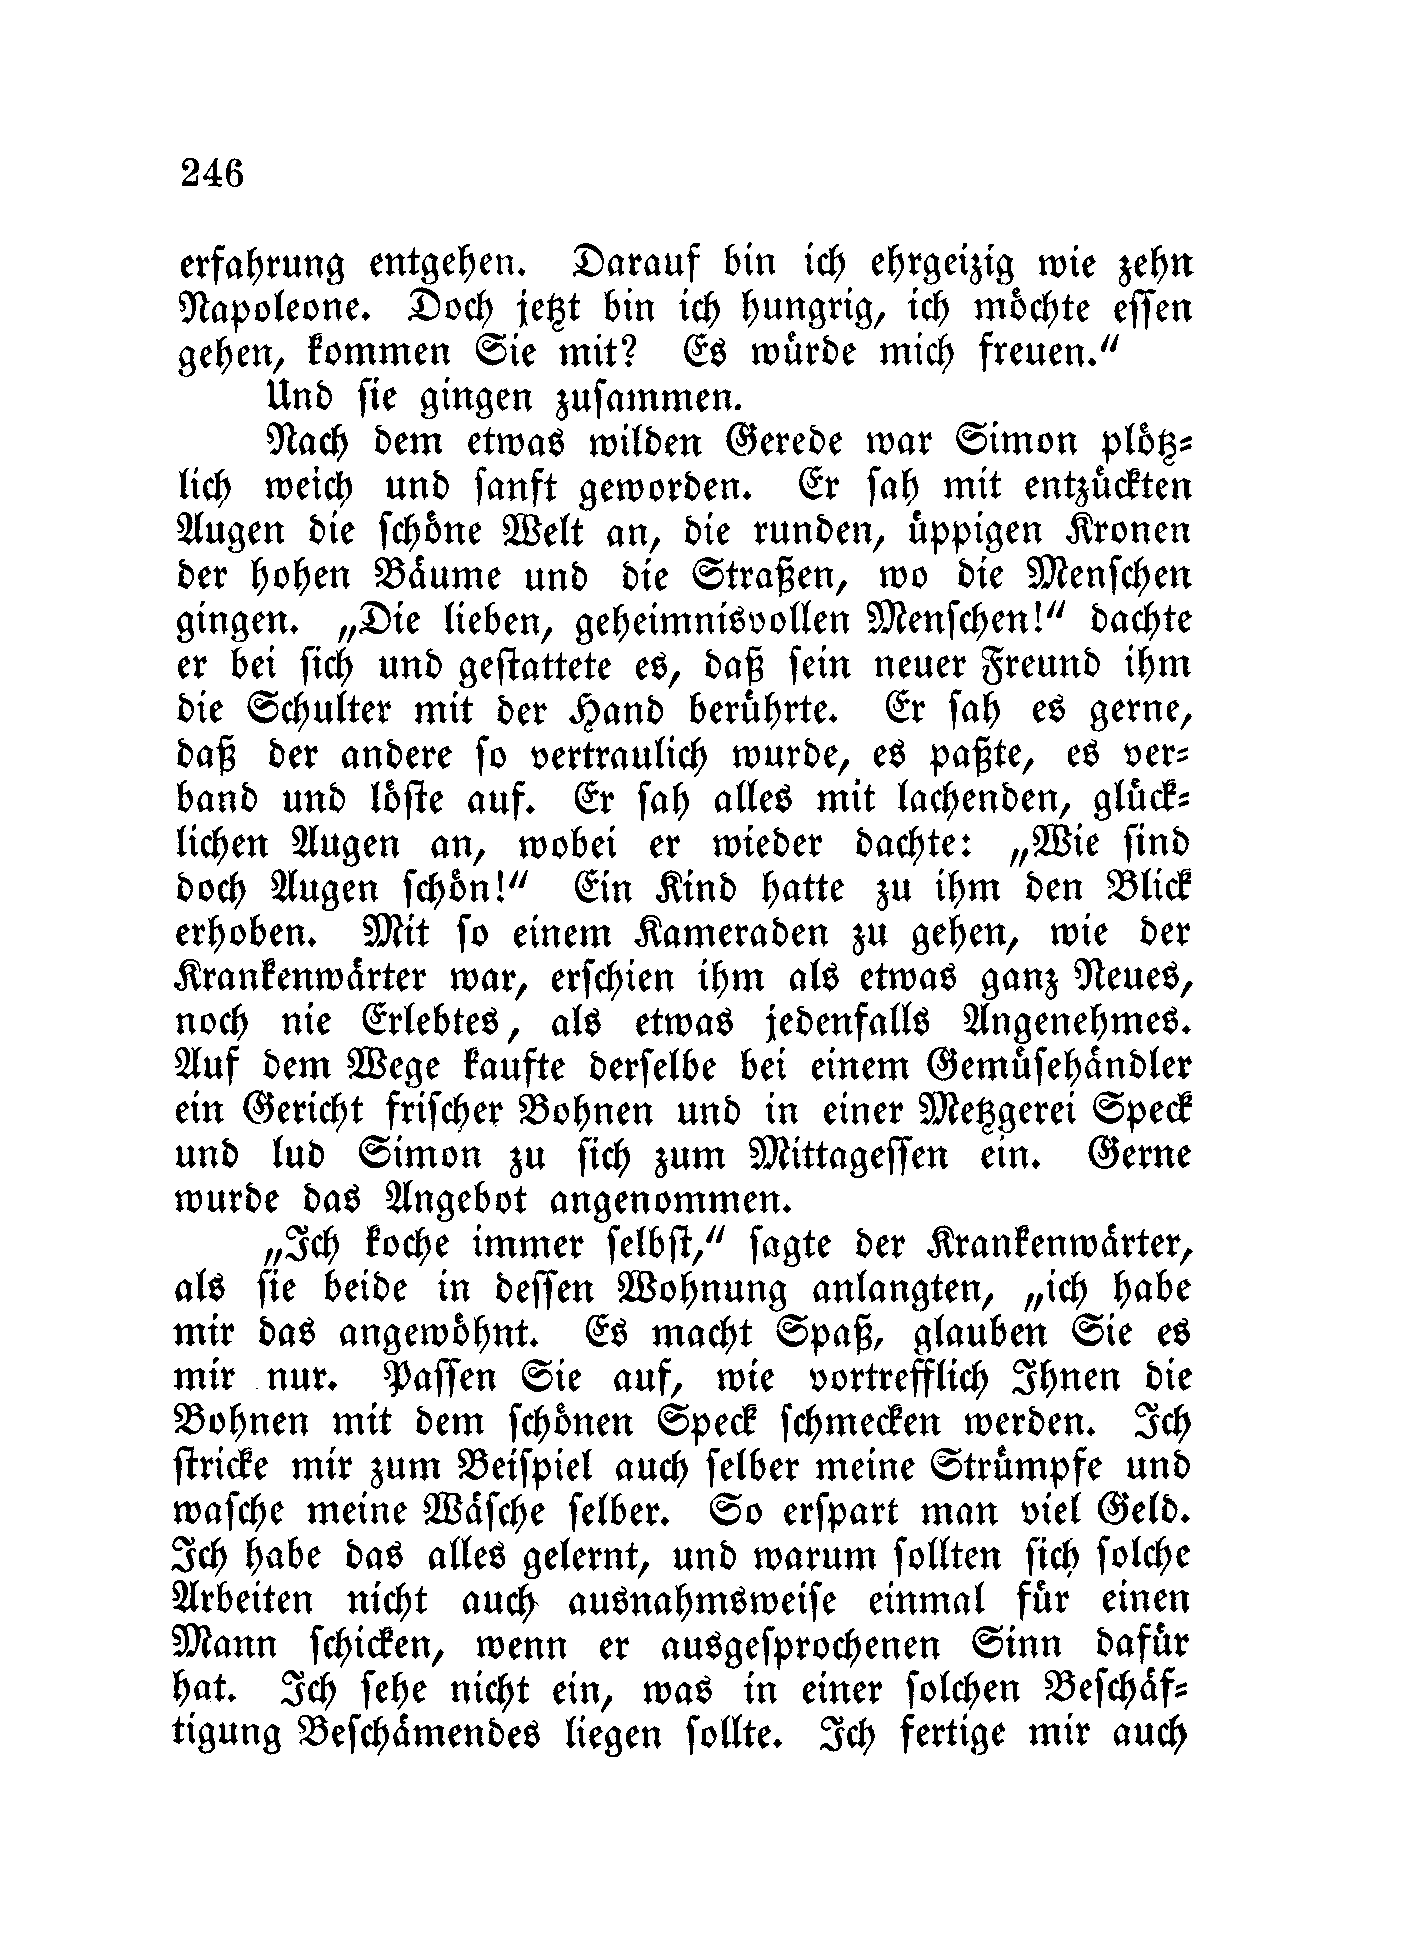 246
erfahrung entgehen. Darauf bin ich ehrgeizig wie zehn
Napoleone. Doch jetzt bin ich hungrig, ich möchte essen
gehen, kommen Sie mit? Es würde mich freuen.“
Und sie gingen zusammen.
Nach dem etwas wilden Gerede war Simon plötz-
lich weich und sanft geworden. Er sah mit entzückten
Augen die schöne Welt an, die runden, üppigen Kronen
der hohen Bäume und die Straßen, wo die Menschen
gingen. „Die lieben, geheimnisvollen Menschen!“ dachte
er bei sich und gestattete es, daß sein neuer Freund ihm
die Schulter mit der Hand berührte. Er sah es gerne,
daß der andere so vertraulich wurde, es paßte, es ver-
band und löste auf. Er sah alles mit lachenden, glück-
lichen Augen an, wobei er wieder dachte: „Wie sind
doch Augen schön!“ Ein Kind hatte zu ihm den Blick
erhoben. Mit so einem Kameraden zu gehen, wie der
Krankenwärter war, erschien ihm als etwas ganz Neues,
noch nie Erlebtes, als etwas jedenfalls Angenehmes.
Auf dem Wege kaufte derselbe bei einem Gemüsehändler
ein Gericht frischer Bohnen und in einer Metzgerei Speck
und lud Simon zu sich zum Mittagessen ein. Gerne
wurde das Angebot angenommen.
„Ich koche immer selbst,“ sagte der Krankenwärter,
als sie beide in dessen Wohnung anlangten, „ich habe
mir das angewöhnt. Es macht Spaß, glauben Sie es
mir nur. Passen Sie auf, wie vortrefflich Ihnen die
Bohnen mit dem schönen Speck schmecken werden. Ich
stricke mir zum Beispiel auch selber meine Strümpfe und
wasche meine Wäsche selber. So erspart man viel Geld.
Ich habe das alles gelernt, und warum sollten sich solche
Arbeiten nicht auch ausnahmsweise einmal für einen
Mann schicken, wenn er ausgesprochenen Sinn dafür
hat. Ich sehe nicht ein, was in einer solchen Beschäf-
tigung Beschämendes liegen sollte. Ich fertige mir auch